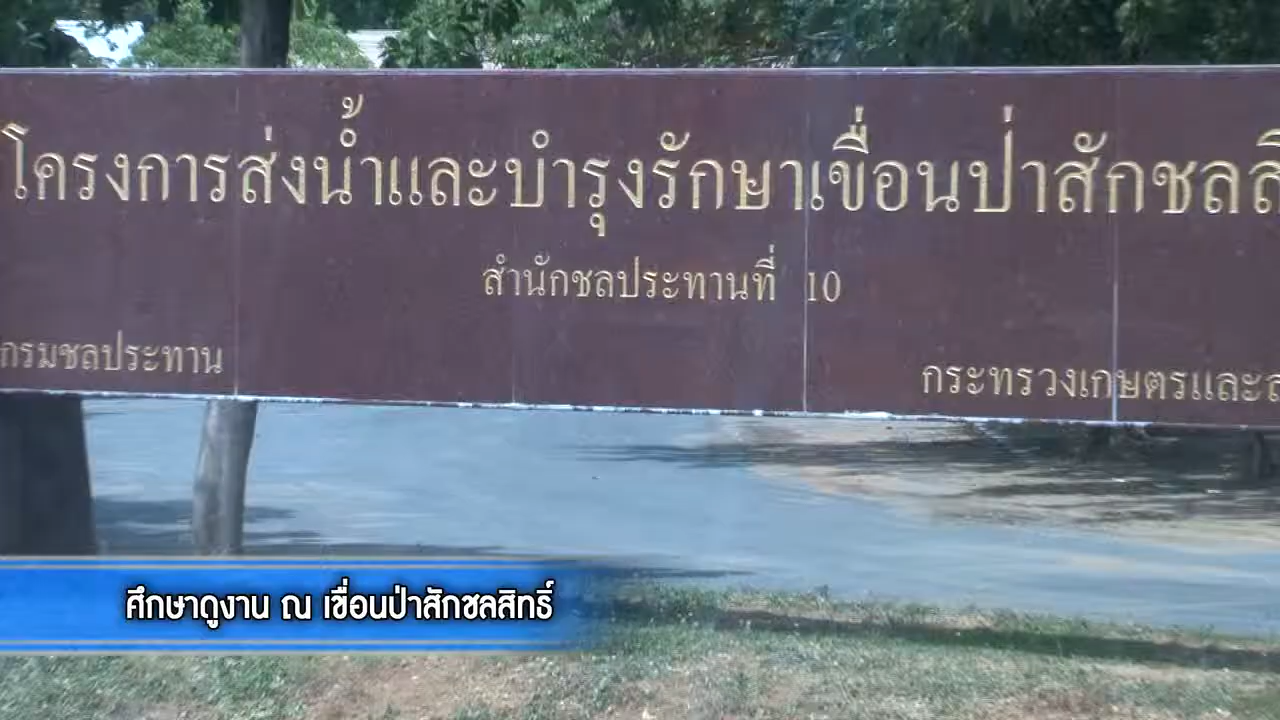 โครงการส่งน้ำและบำรุงรักษาเขื่อนป่าสักชลสิ
สำนักชลประทานที่ 10
กรมชลประทาน
กระทรวงเกษตรและส
ศึกษาดูงาน ณ เขื่อนป่าสักชลสิทธิ์